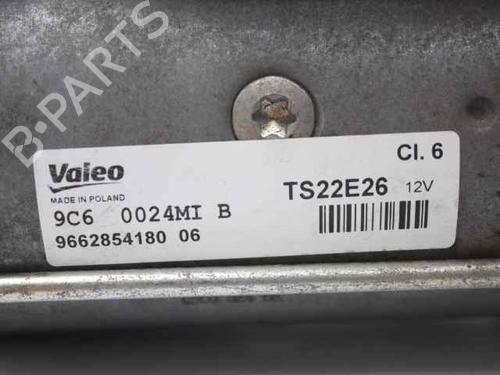 B-PARTS
Valeo
Cl. 6
MADE IN POLAND
TS22E26 12V
9C6 0024MI B
9662854180 06